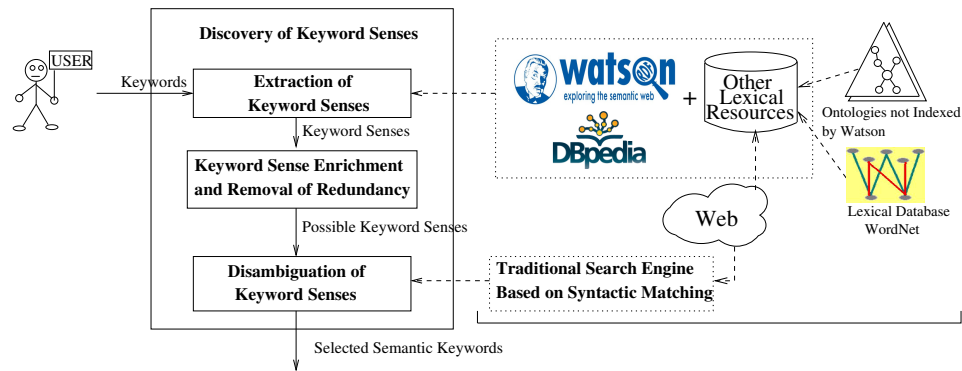 USER
Keywords
Discovery of Keyword Senses
Extraction of
Keyword Senses
Keyword Senses
Keyword Sense Enrichment
and Removal of Redundancy
Possible Keyword Senses
Disambiguation of
Keyword Senses
Selected Semantic Keywords
watson
exploring the semantic web
DBpedia
+
Other
Lexical
Resources
Ontologies not Indexed
by Watson
Lexical Database
WordNet
Web
Traditional Search Engine
Based on Syntactic Matching